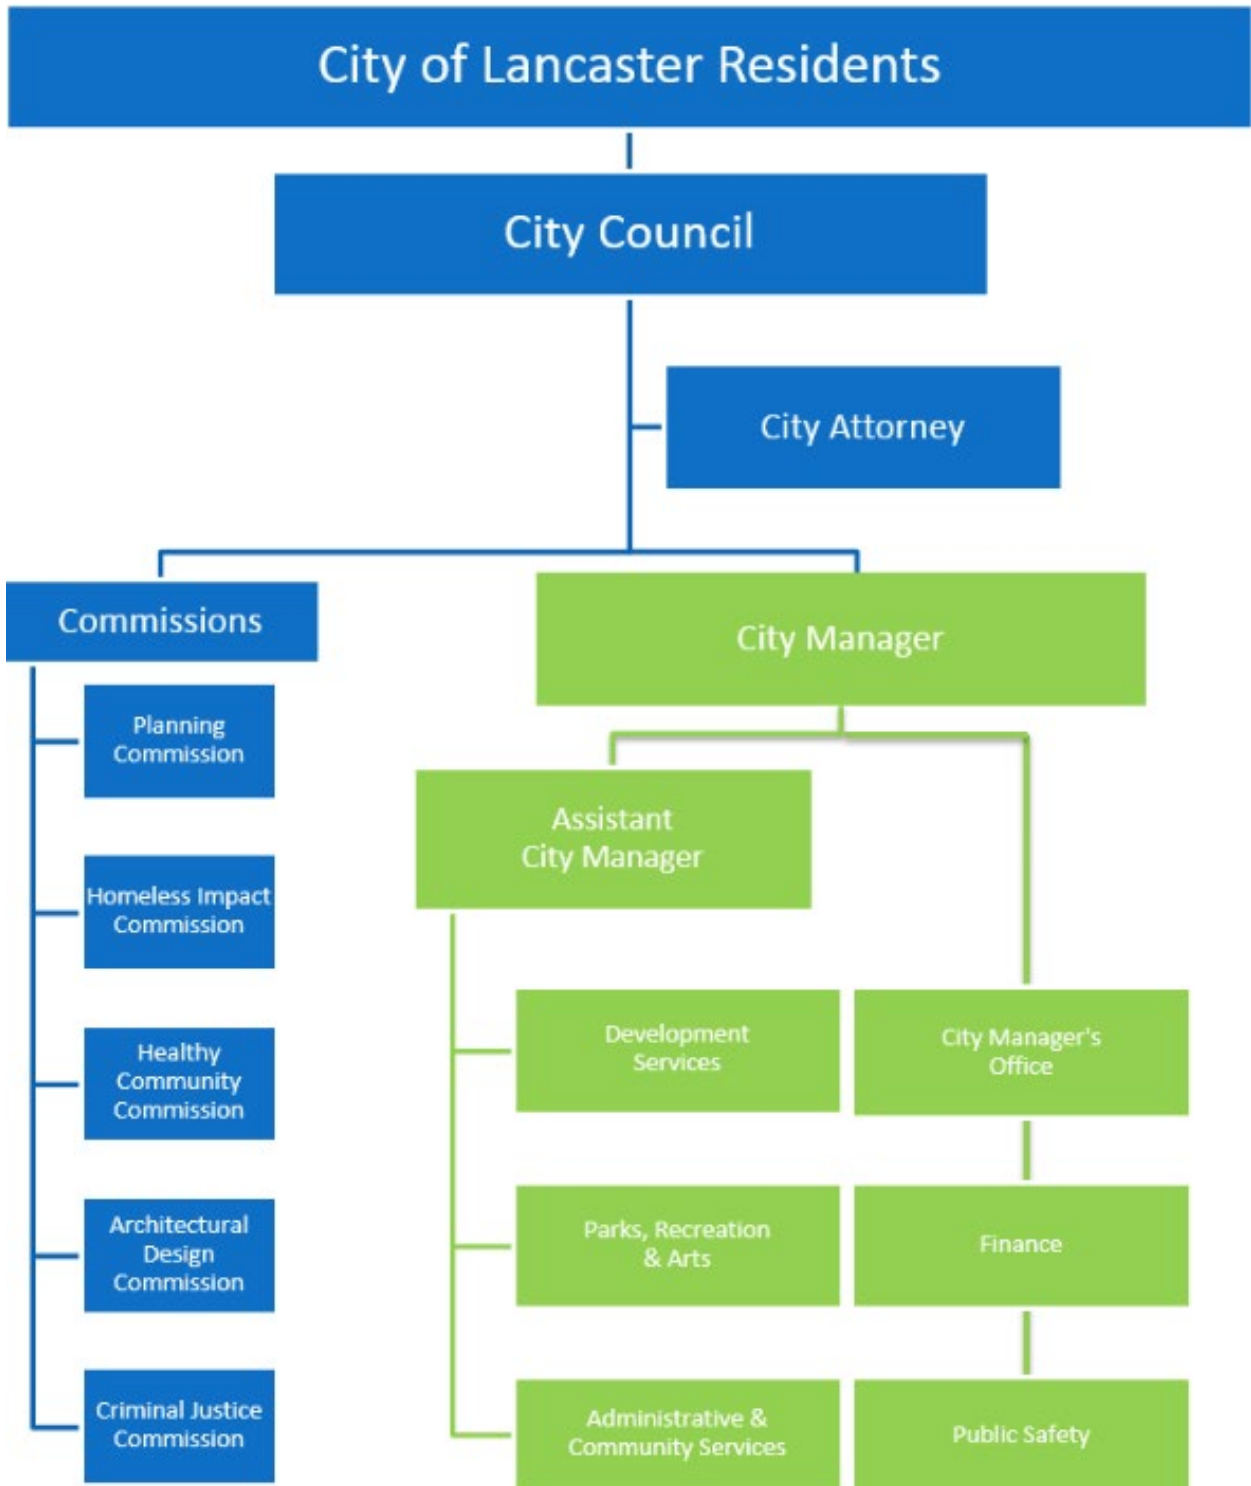 City of Lancaster Residents
City Council
City Attorney
Commissions
Planning
Commission
Homeless Impact
Commission
Healthy
Community
Commission
Architectural
Design
Commission
Criminal Justice
Commission
City Manager
Assistant
City Manager
Development
Services
Parks, Recreation
& Arts
Administrative &
Community Services
City Manager's
Office
Finance
Public Safety